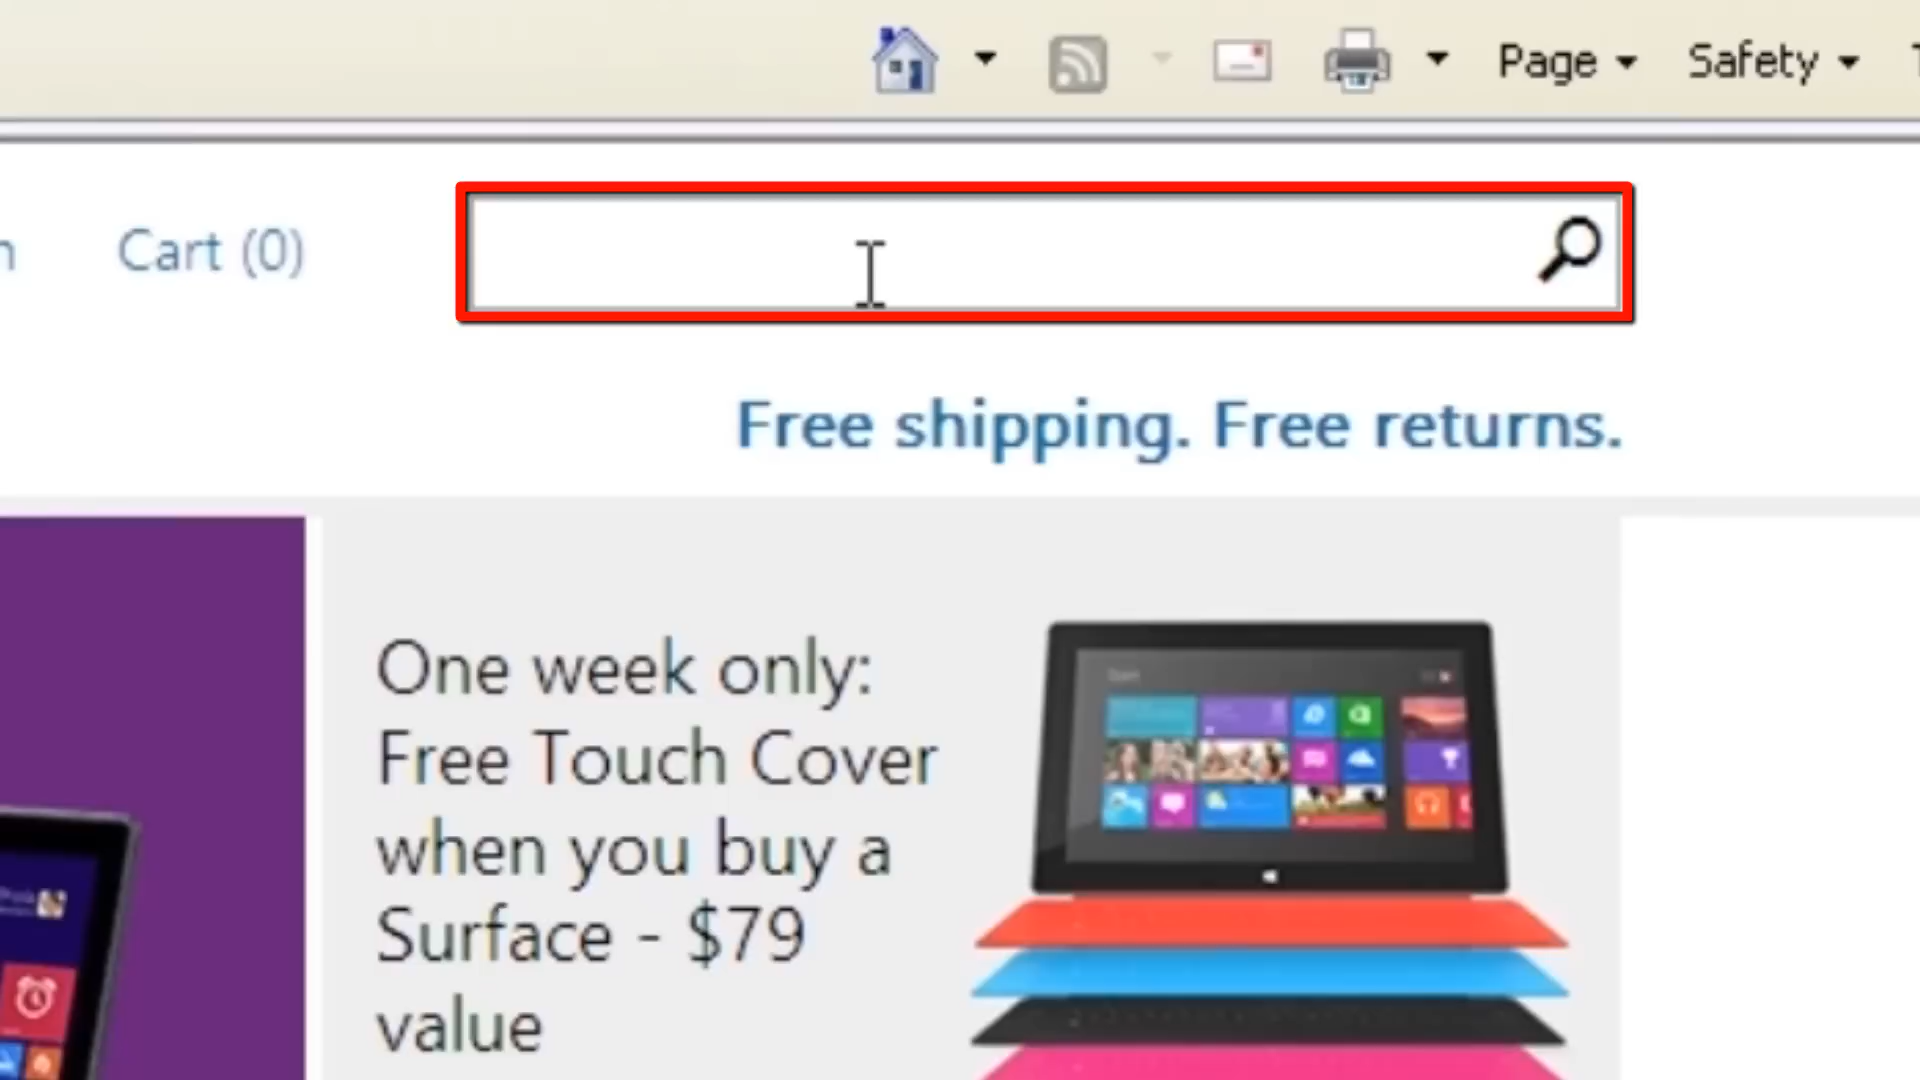 Page Safety
Cart (0)
Free shipping. Free returns.
One week only:
Free Touch Cover
when you buy a
Surface - $79
value